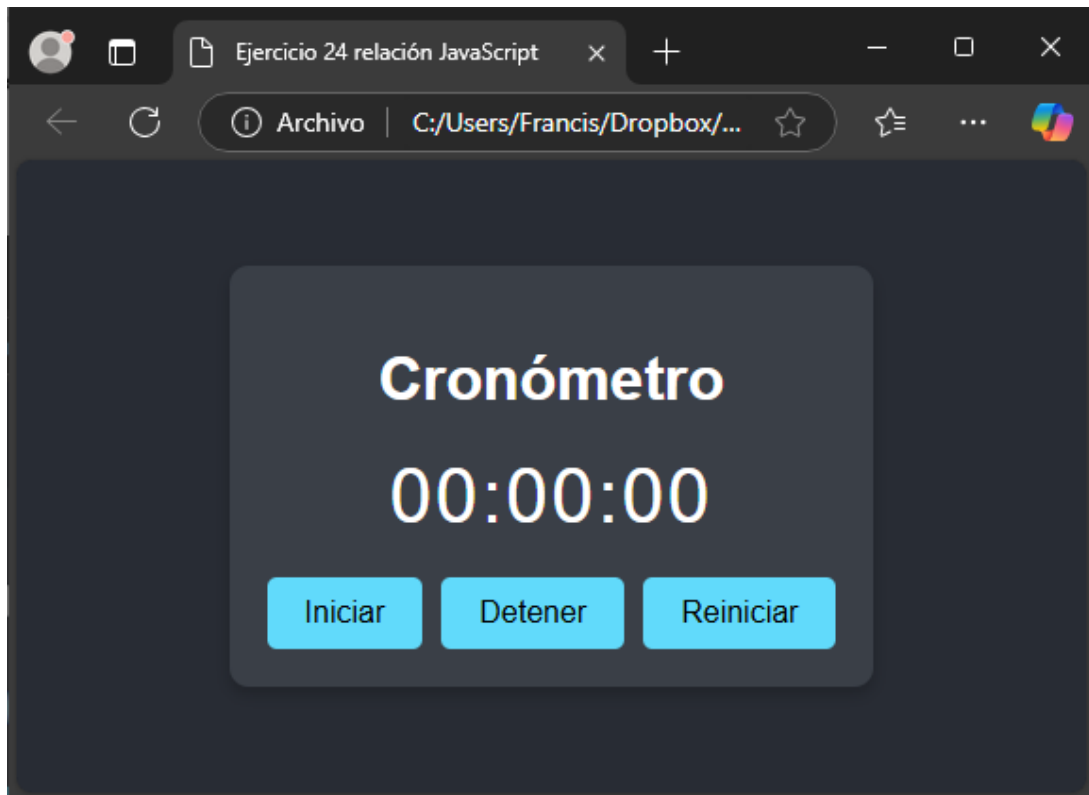 Ejercicio 24 relación JavaScript
Archivo C:/Users/Francis/Dropbox/...
Cronómetro
00:00:00
Iniciar Detener Reiniciar